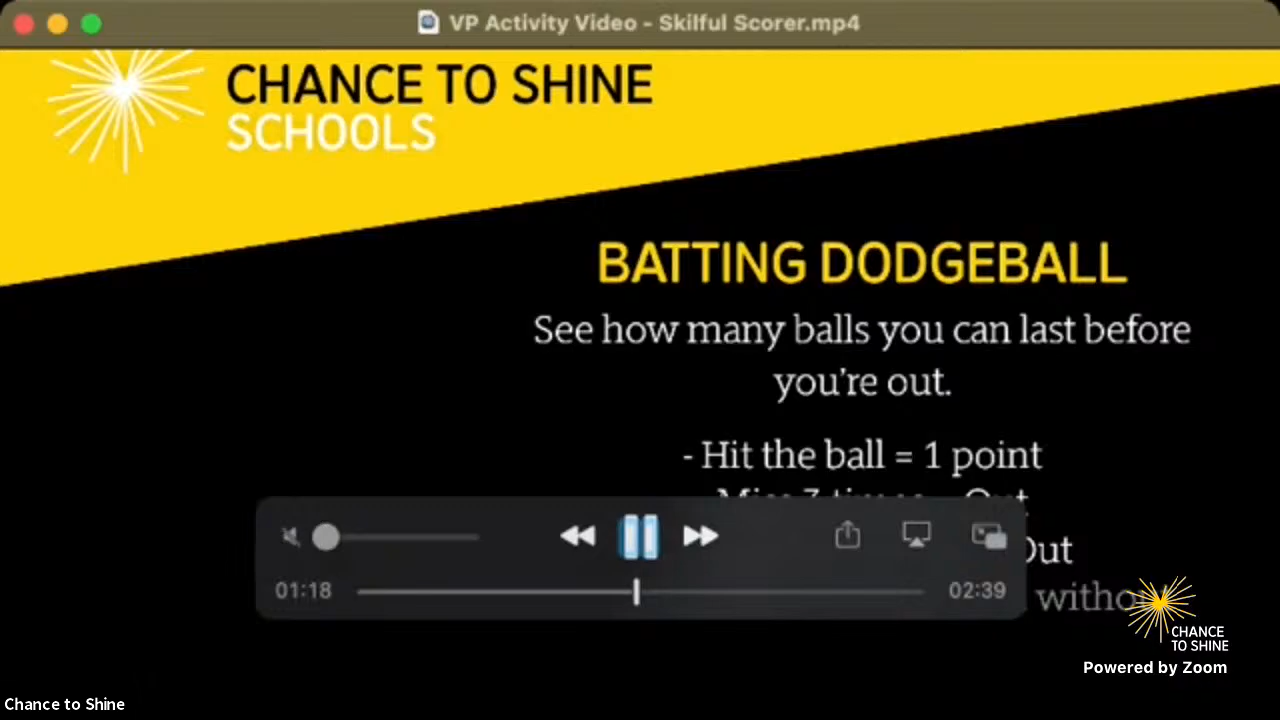 VP Activity Video - Skilful Scorer.mp4
CHANCE TO SHINE
SCHOOLS
BATTING DODGEBALL
See how many balls you can last before
you're out.
- Hit the ball = 1 point
Out
01:18
02:39
CHANCE
TO SHINE
Powered by Zoom
Chance to Shine